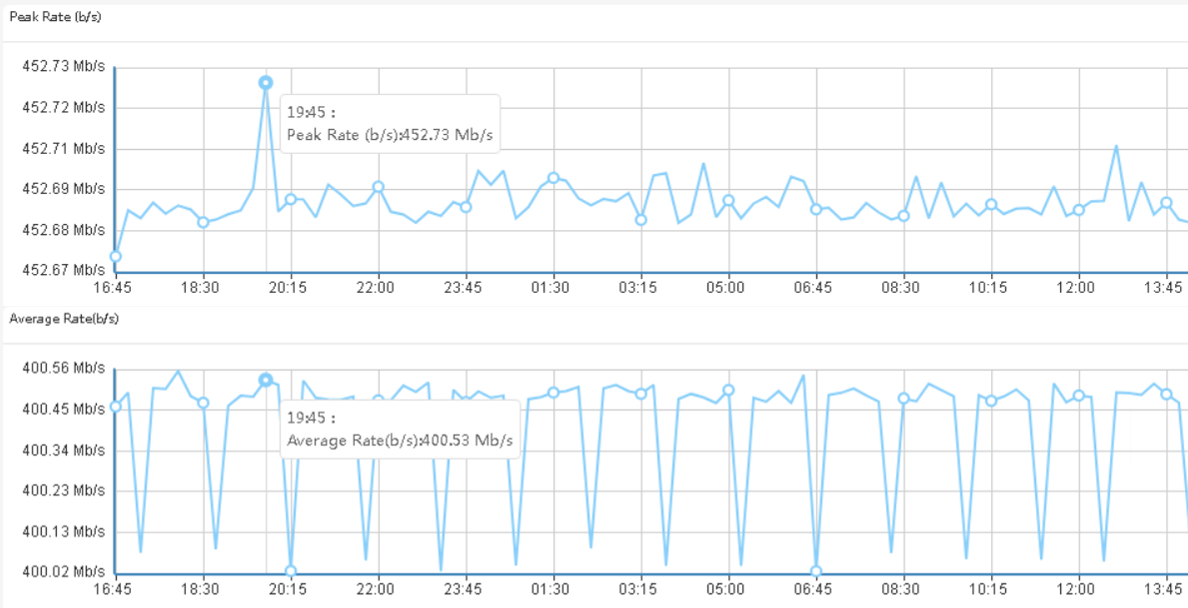 Peak Rate (b/s)
452.73 Mb/s
452.72 Mb/s
452.71 Mb/s
452.69 Mb/s
452.68 Mb/s
452.67 Mb/s
19:45 :
Peak Rate (b/s):452.73 Mb/s
16:45 18:30 20:15 22:00 23:45 01:30 03:15 05:00 06:45 08:30 10:15 12:00 13:45
Average Rate(b/s)
400.56 Mb/s
400.45 Mb/s
400.34 Mb/s
400.23 Mb/s
400.13 Mb/s
400.02 Mb/s
19:45 :
Average Rate(b/s):400.53 Mb/s
16:45 18:30 20:15 22:00 23:45 01:30 03:15 05:00 06:45 08:30 10:15 12:00 13:45